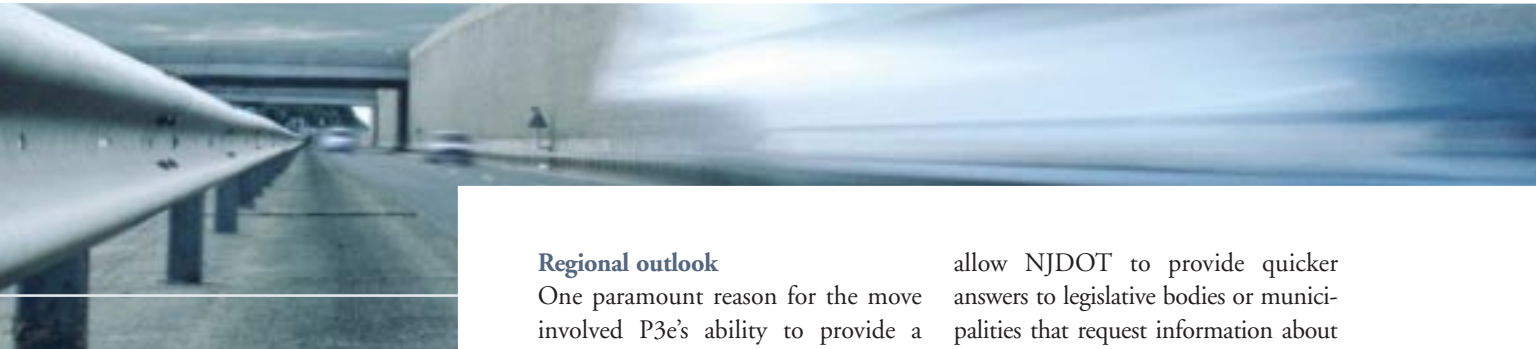 Regional outlook
One paramount reason for the move
involved P3e's ability to provide a
allow NJDOT to provide quicker
answers to legislative bodies or munici-
palities that request information about